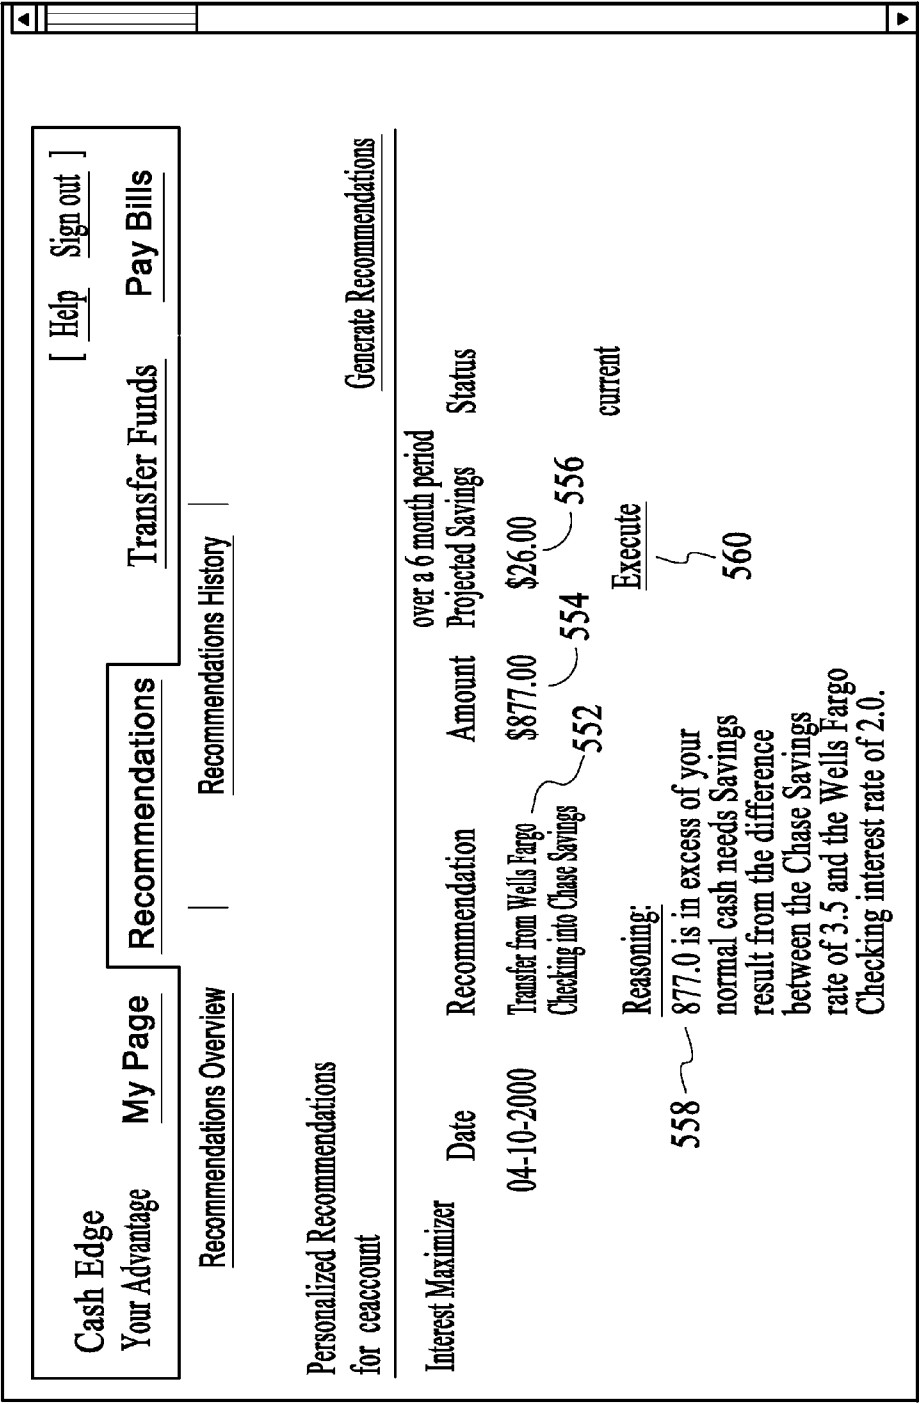 [ Help Sign out ]
Cash Edge
Your Advantage
My Page
Recommendations
Transfer Funds
Pay Bills
Recommendations Overview | Recommendations History |
Personalized Recommendations
for ceaccount
Generate Recommendations
Interest Maximizer
over a 6 month period
Date Recommendation Amount Projected Savings Status
04-10-2000 Transfer from Wells Fargo $877.00 $26.00
Checking into Chase Savings
552 554 556
current
Reasoning:
Execute
558
560
877.0 is in excess of your
normal cash needs Savings
result from the difference
between the Chase Savings
rate of 3.5 and the Wells Fargo
Checking interest rate of 2.0.